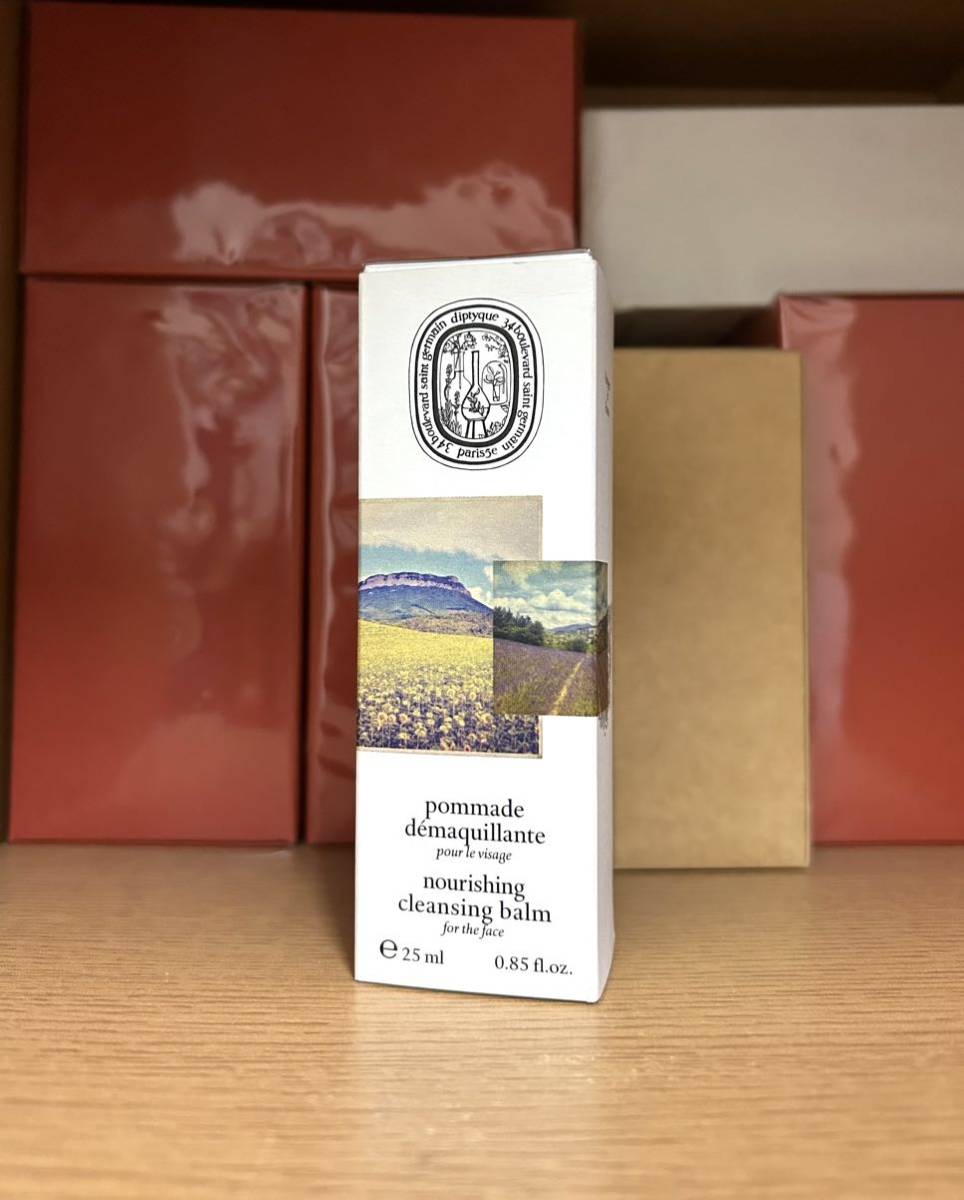 diptyque 34 boulevard saint germain paris5e 34 boulevard saint germain
pommade
démaquillante
pour le visage
nourishing
cleansing balm
for the face
e 25 ml 0.85 fl.oz.